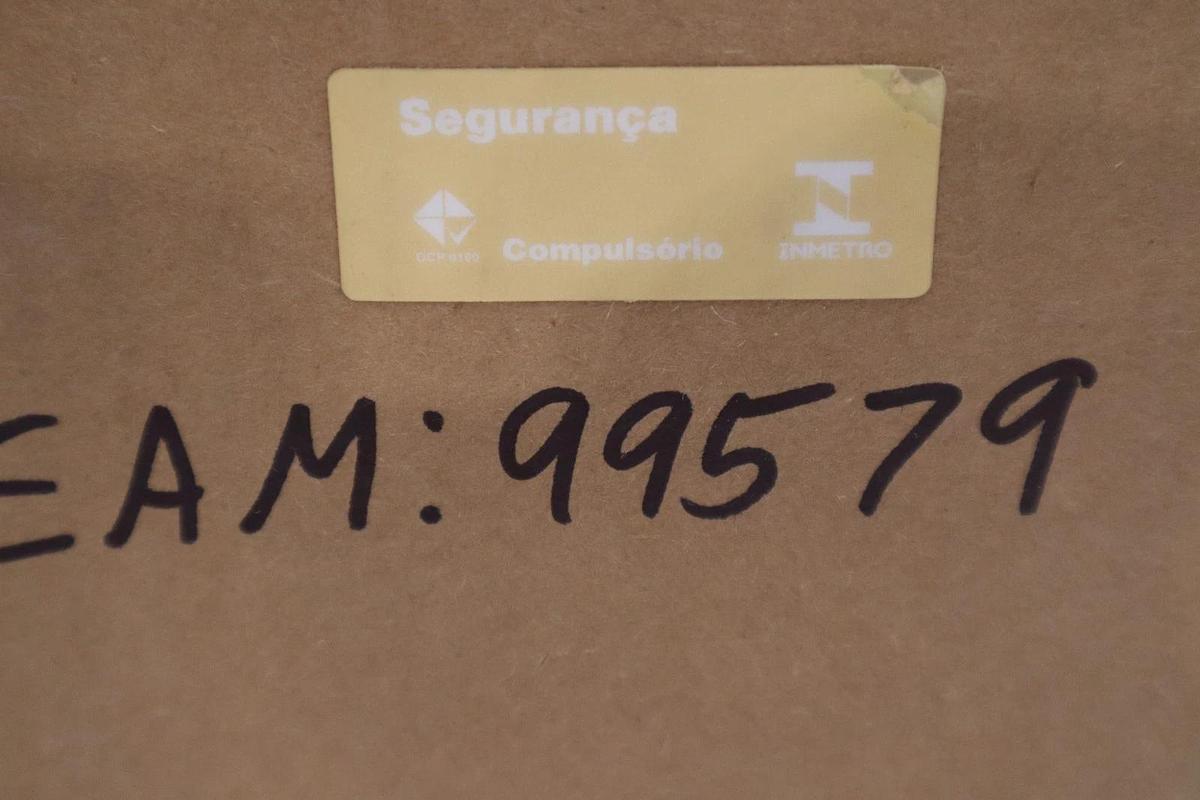 Segurança
Compulsório
INMETRO
EAM: 99579